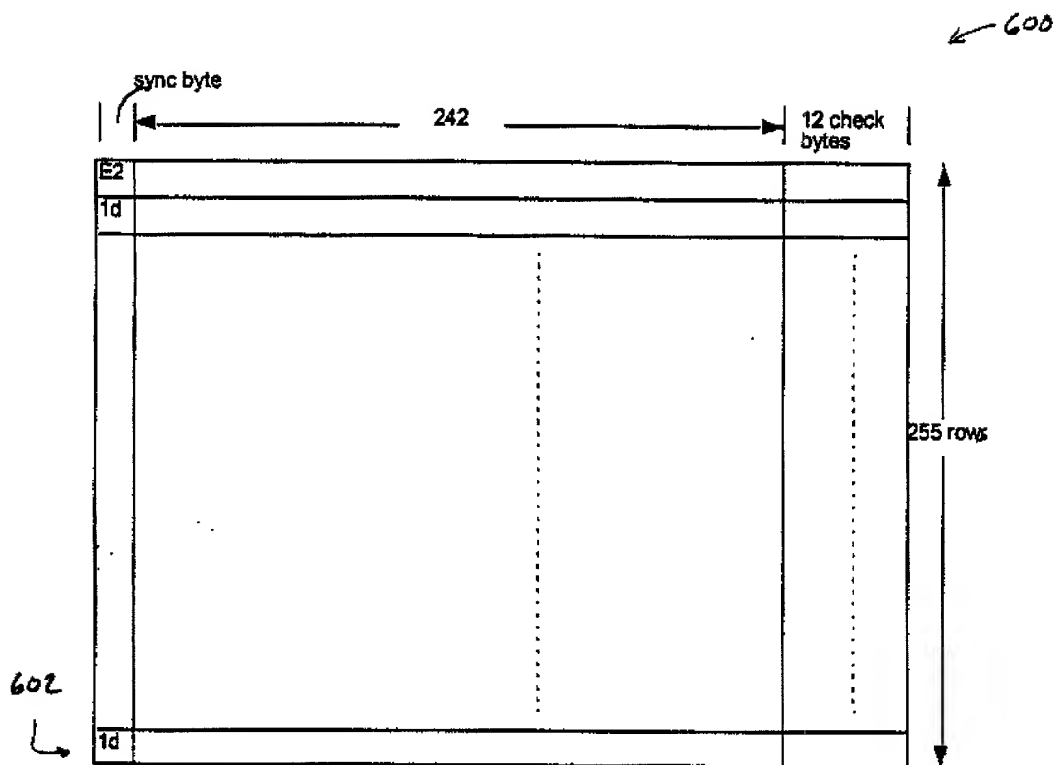 600
sync byte
242
12 check
bytes
E2
1d
255 rows
602
1d